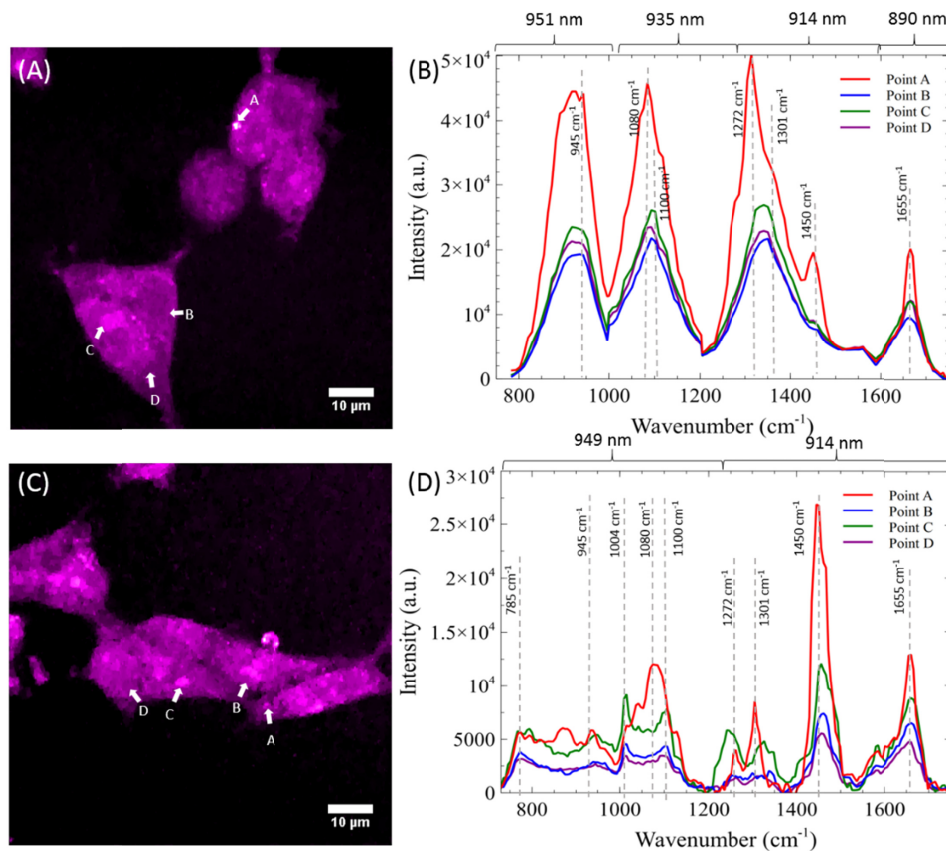 (A)
A
B
C
D
10 µm
951 nm
935 nm
914 nm
890 nm
(B)
Intensity (a.u.)
5×10⁴
4×10⁴
3×10⁴
2×10⁴
1×10⁴
0
945 cm⁻¹
1080 cm⁻¹
1100 cm⁻¹
1272 cm⁻¹
1301 cm⁻¹
1450 cm⁻¹
1655 cm⁻¹
Point A
Point B
Point C
Point D
800
1000
1200
1400
1600
Wavenumber (cm⁻¹)
(C)
D
C
B
A
10 µm
949 nm
914 nm
(D)
Intensity (a.u.)
3×10⁴
2.5×10⁴
2×10⁴
1.5×10⁴
1×10⁴
5000
0
785 cm⁻¹
945 cm⁻¹
1004 cm⁻¹
1080 cm⁻¹
1100 cm⁻¹
1272 cm⁻¹
1301 cm⁻¹
1450 cm⁻¹
1655 cm⁻¹
Point A
Point B
Point C
Point D
800
1000
1200
1400
1600
Wavenumber (cm⁻¹)